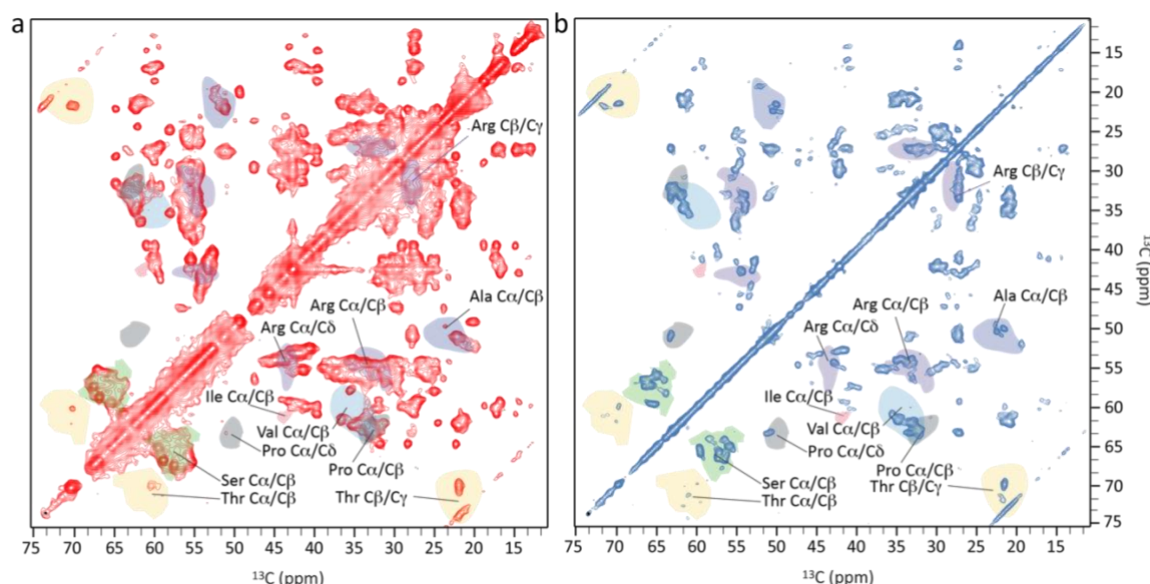 a
b
Arg Cβ/Cγ
Arg Cα/Cβ
Arg Cα/Cδ
Ala Cα/Cβ
Ile Cα/Cβ
Val Cα/Cβ
Pro Cα/Cδ
Pro Cα/Cβ
Ser Cα/Cβ
Thr Cα/Cβ
Thr Cβ/Cγ
75 70 65 60 55 50 45 40 35 30 25 20 15
¹³C (ppm)
Arg Cβ/Cγ
Arg Cα/Cβ
Arg Cα/Cδ
Ala Cα/Cβ
Ile Cα/Cβ
Val Cα/Cβ
Pro Cα/Cδ
Pro Cα/Cβ
Ser Cα/Cβ
Thr Cβ/Cγ
Thr Cα/Cβ
75 70 65 60 55 50 45 40 35 30 25 20 15
¹³C (ppm)
15
20
25
30
35
40
45
50
55
60
65
70
75
¹³C (ppm)